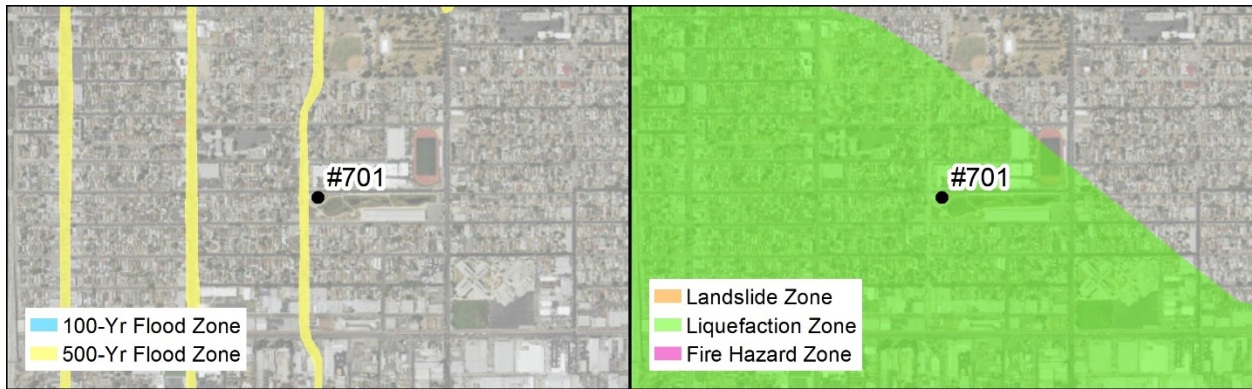 #701
100-Yr Flood Zone
500-Yr Flood Zone
#701
Landslide Zone
Liquefaction Zone
Fire Hazard Zone